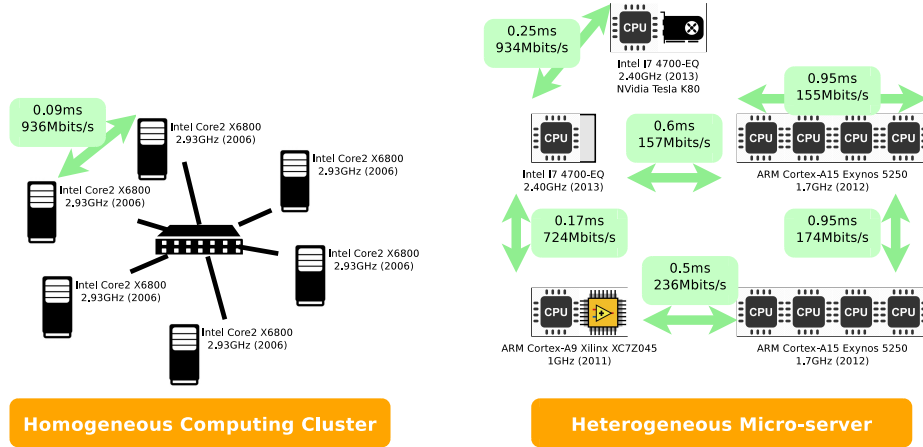 0.09ms
936Mbits/s
Intel Core2 X6800
2.93GHz (2006)
Intel Core2 X6800
2.93GHz (2006)
Intel Core2 X6800
2.93GHz (2006)
Intel Core2 X6800
2.93GHz (2006)
Intel Core2 X6800
2.93GHz (2006)
Intel Core2 X6800
2.93GHz (2006)
Homogeneous Computing Cluster
0.25ms
934Mbits/s
CPU
Intel I7 4700-EQ
2.40GHz (2013)
NVidia Tesla K80
CPU
Intel I7 4700-EQ
2.40GHz (2013)
0.6ms
157Mbits/s
0.95ms
155Mbits/s
CPU CPU CPU CPU
ARM Cortex-A15 Exynos 5250
1.7GHz (2012)
0.17ms
724Mbits/s
0.95ms
174Mbits/s
0.5ms
236Mbits/s
CPU
ARM Cortex-A9 Xilinx XC7Z045
1GHz (2011)
CPU CPU CPU CPU
ARM Cortex-A15 Exynos 5250
1.7GHz (2012)
Heterogeneous Micro-server